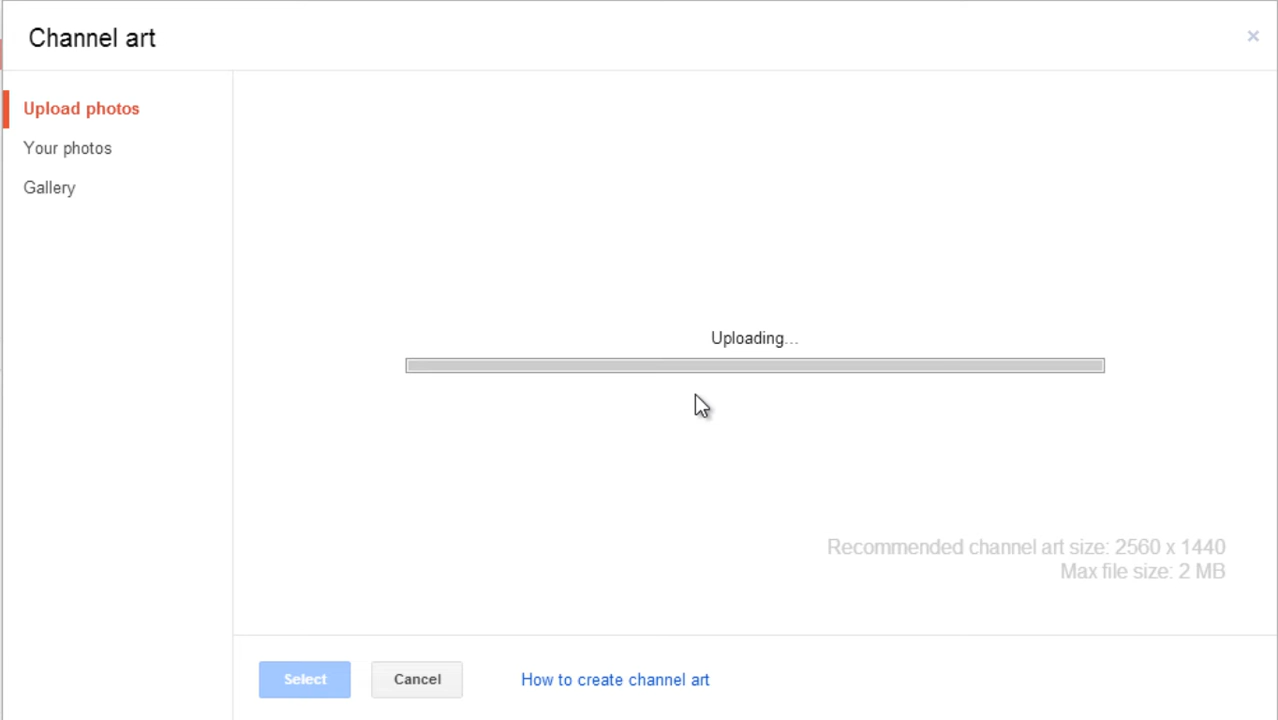 Channel art
×
Upload photos
Your photos
Gallery
Uploading...
Recommended channel art size: 2560 x 1440
Max file size: 2 MB
Select
Cancel
How to create channel art